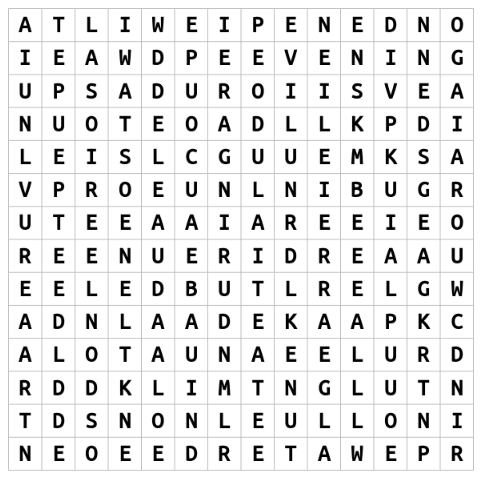 A T L I W E I P E N E D N O
I E A W D P E E V E N I N G
U P S A D U R O I I S V E A
N U O T E O A D L L K P D I
L E I S L C G U U E M K S A
V P R O E U N L N I B U G R
U T E E A A I A R E E I E O
R E E N U E R I D R E A A U
E E L E D B U T L R E L G W
A D N L A A D E K A A P K C
A L O T A U N A E E L U R D
R D D K L I M T N G L U T N
T D S N O N L E U L L O N I
N E O E E D R E T A W E P R